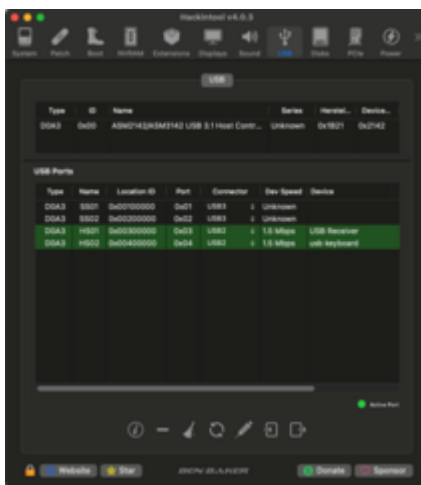 Hackintool v4.0.3
System Patch Boot NVRAM Extensions Displays Sound USB Disks PCIe Power
USB
Type ID Name Series Herstel... Device...
0x00 ASM2142/ASM3142 USB 3.1 Host Contr... Unknown 0x1B21 0x2142
USB Ports
Type Name Location ID Port Connector Dev Speed Device
SS01 0x00100000 0x01 USB3 Unknown
SS02 0x00200000 0x02 USB3 Unknown
HS01 0x00300000 0x03 USB2 1.5 Mbps USB Receiver
HS02 0x00400000 0x04 USB2 1.5 Mbps usb keyboard
Active Port
Website Star BEN BAKER Donate Sponsor